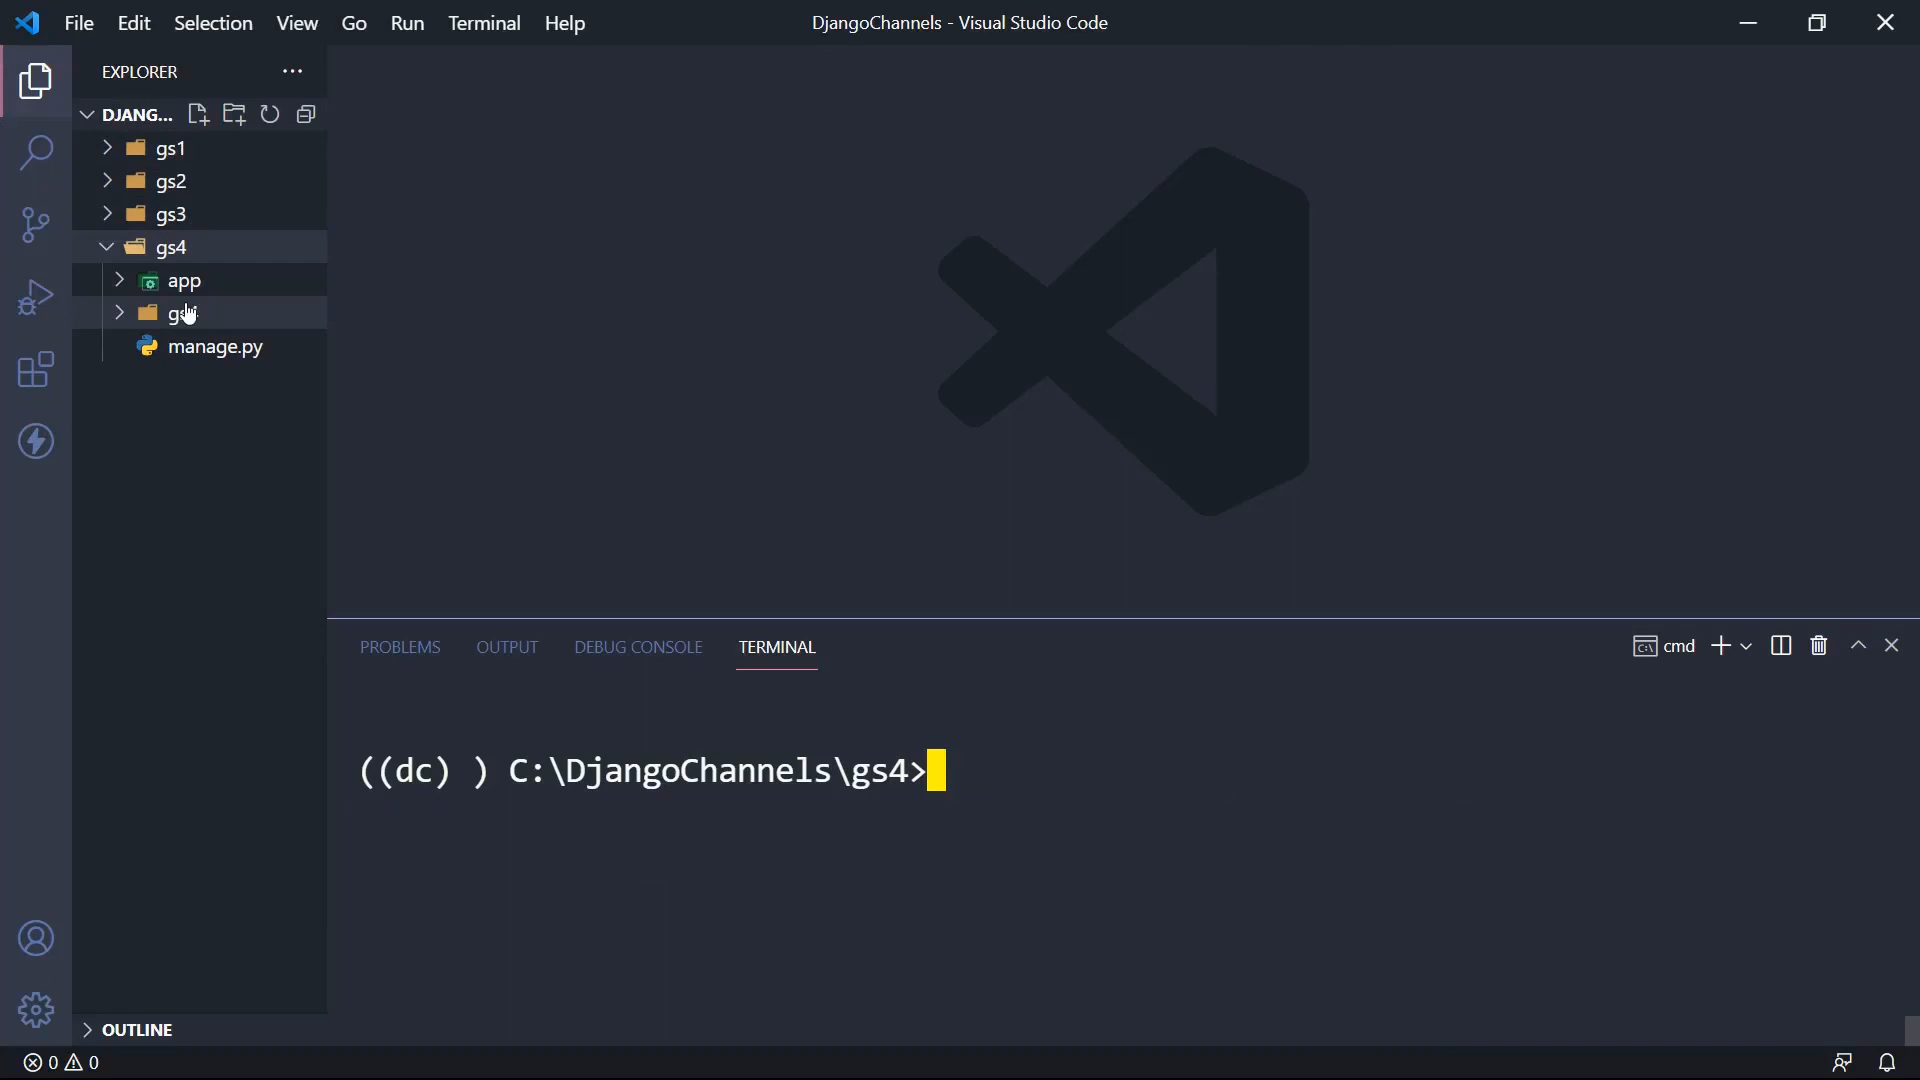 File Edit Selection View Go Run Terminal Help DjangoChannels - Visual Studio Code
EXPLORER
DJANG...
gs1
gs2
gs3
gs4
app
manage.py
OUTLINE
PROBLEMS OUTPUT DEBUG CONSOLE TERMINAL
cmd
((dc) ) C:\DjangoChannels\gs4>
0 0